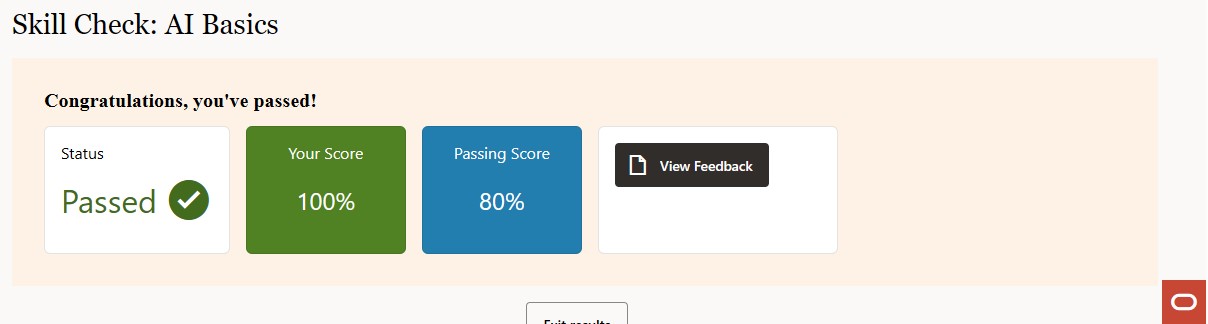 Skill Check: AI Basics
Congratulations, you've passed!
Status
Passed
Your Score
100%
Passing Score
80%
View Feedback
Exit results